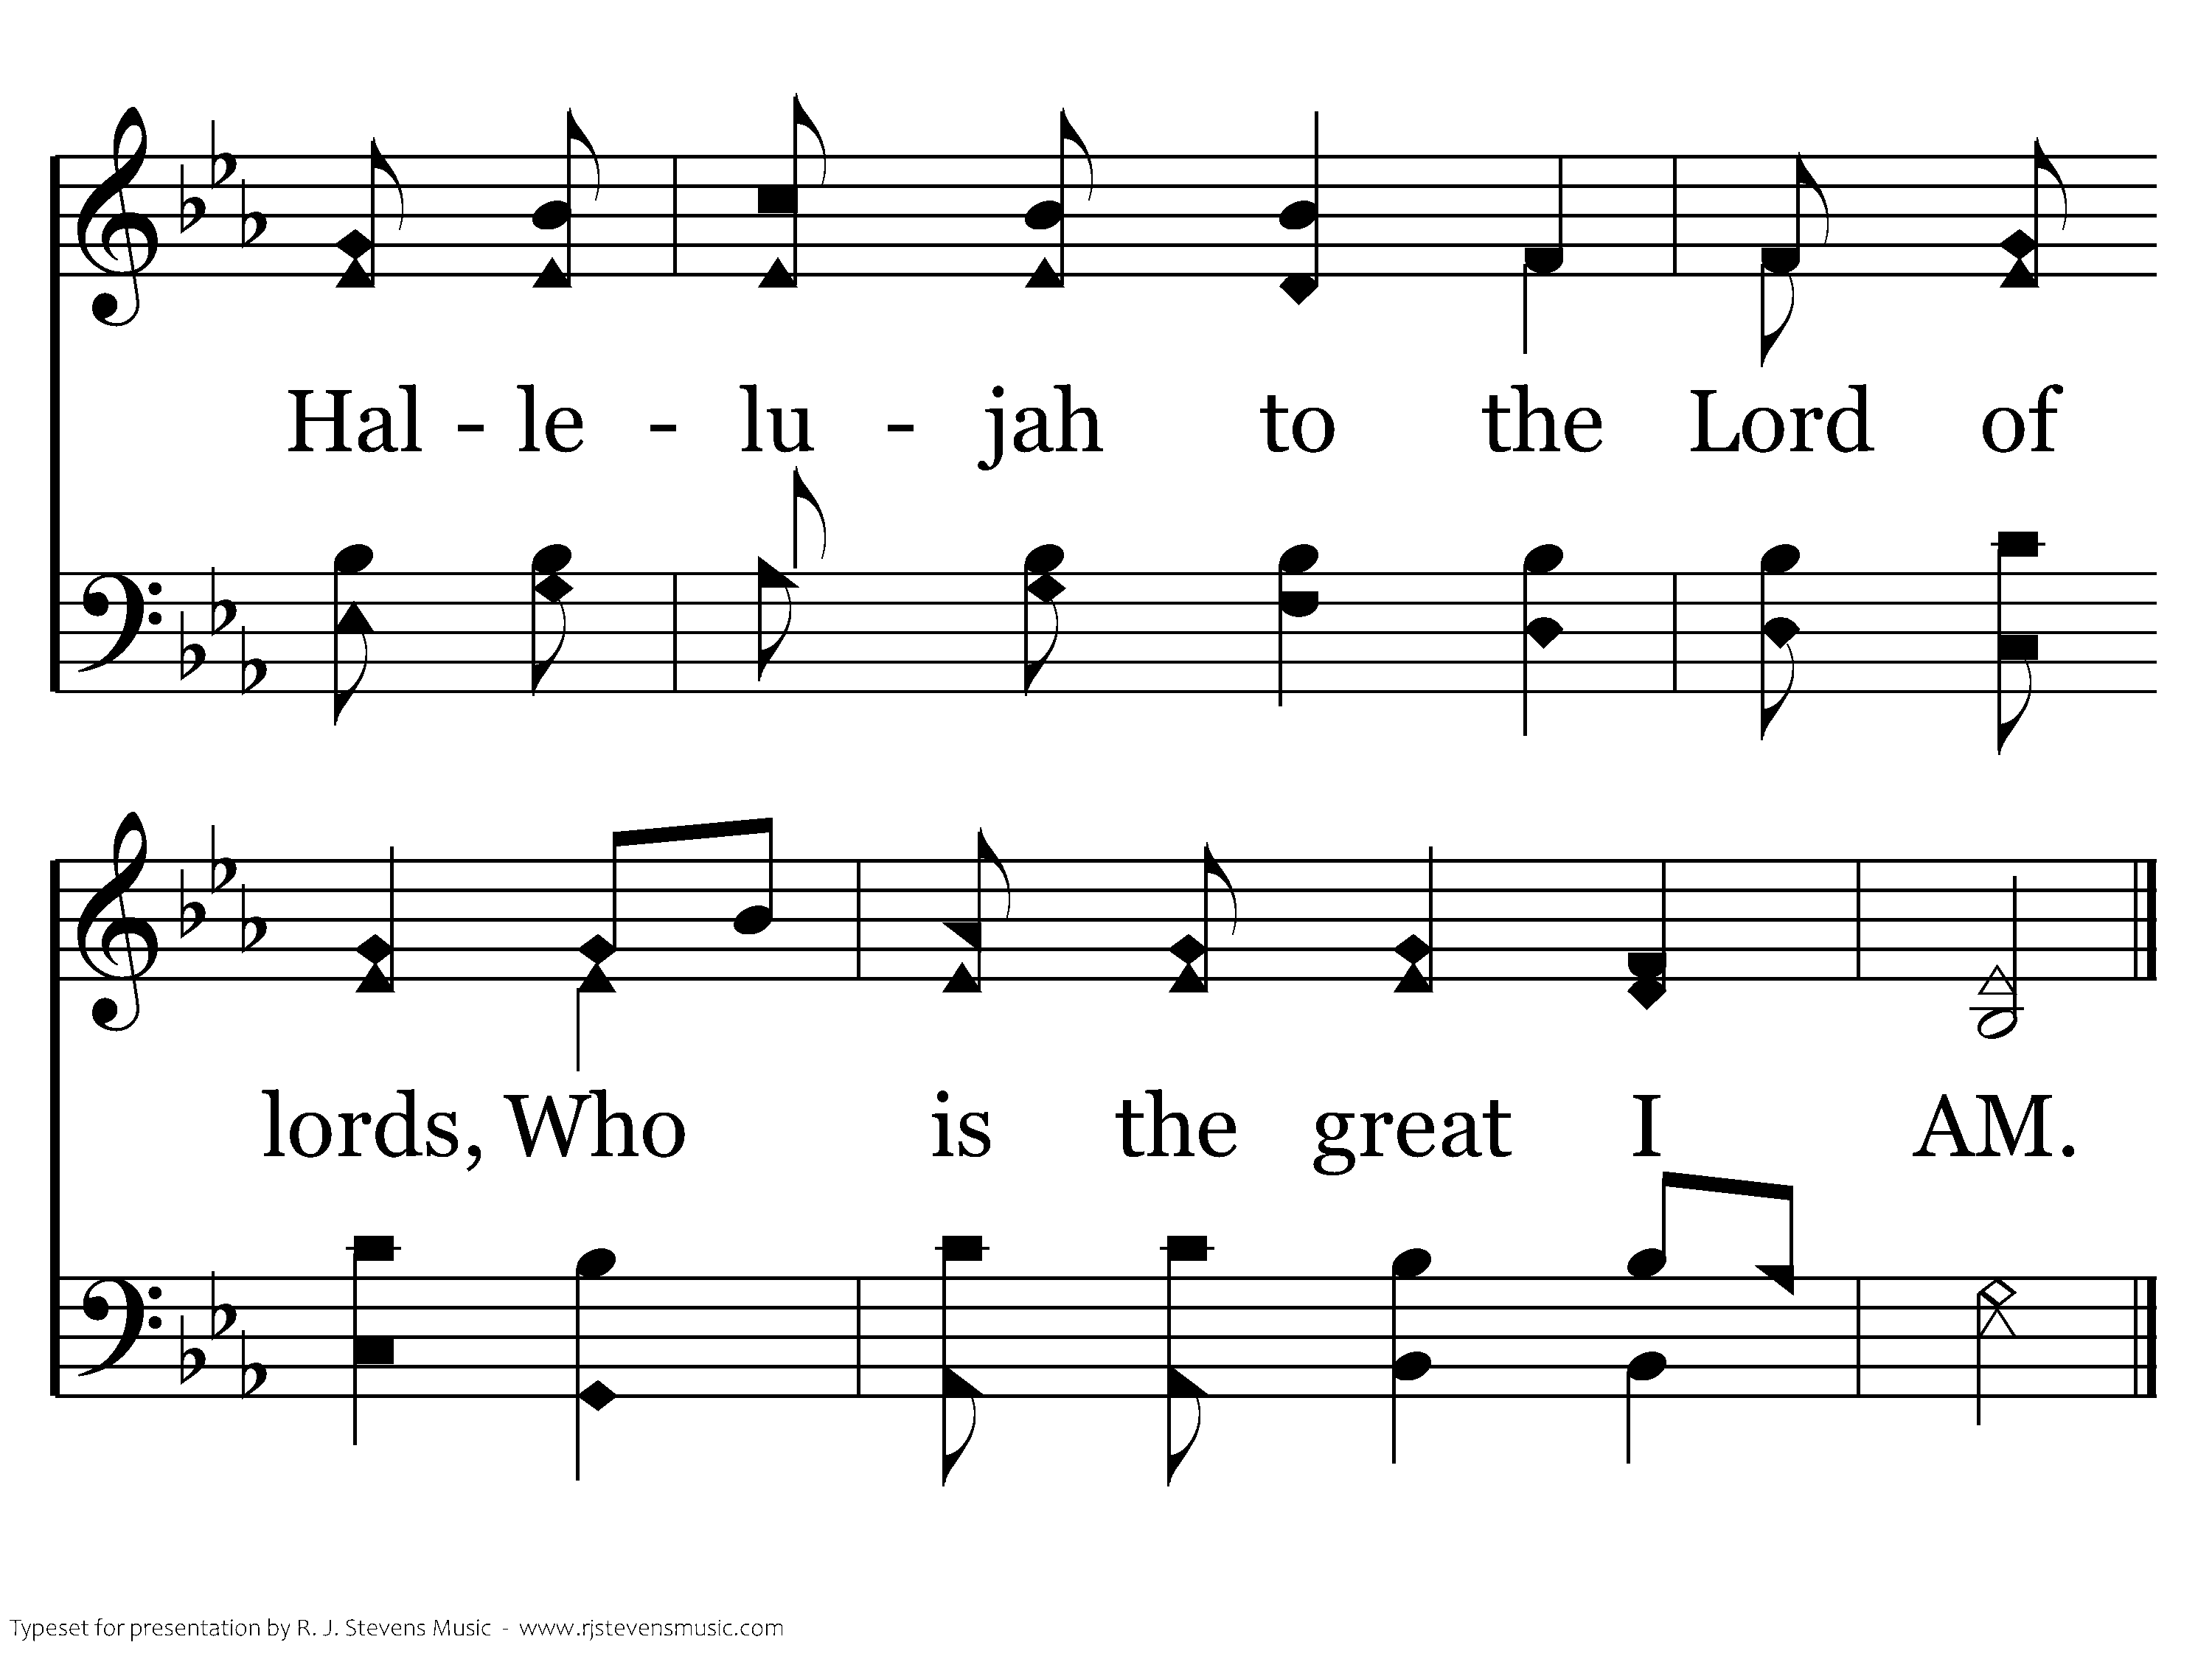 Hal - le - lu - jah to the Lord of
lords, Who is the great I AM.
Typeset for presentation by R. J. Stevens Music - www.rjstevensmusic.com